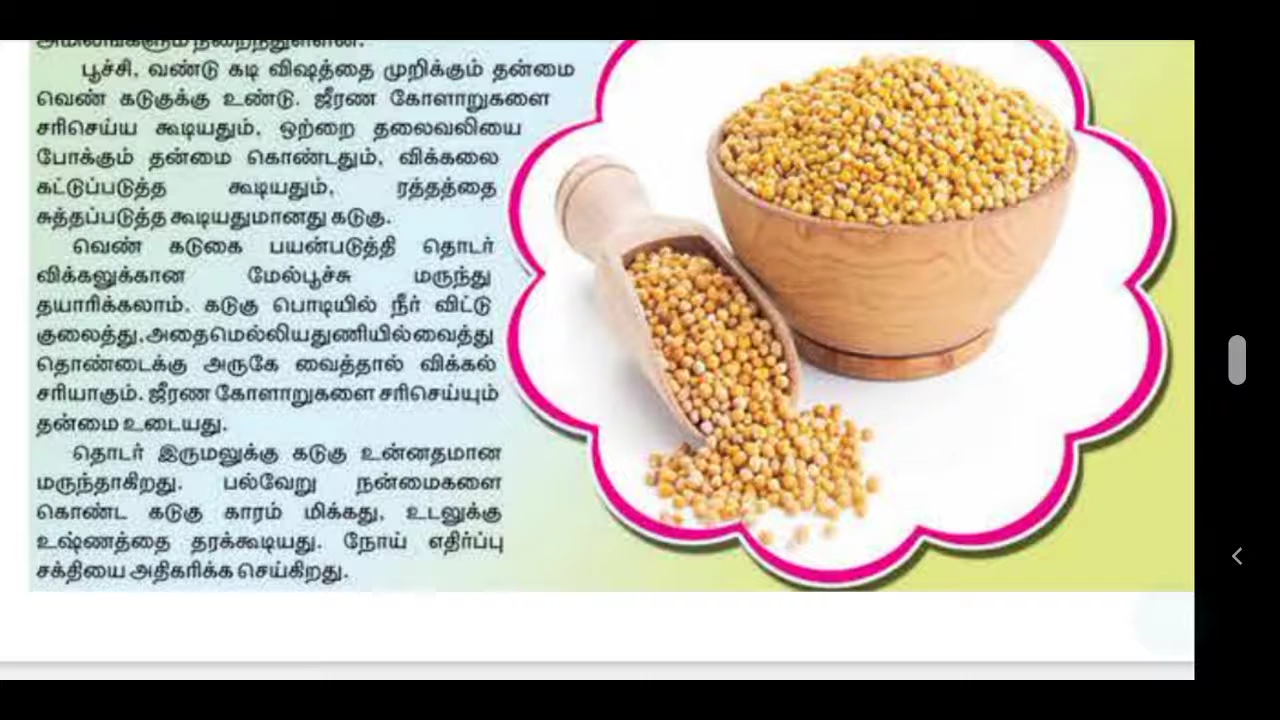 பூச்சி, வண்டு கடி விஷத்தை முறிக்கும் தன்மை
வெண் கடுகுக்கு உண்டு. ஜீரண கோளாறுகளை
சரிசெய்ய கூடியதும், ஒற்றை தலைவலியை
போக்கும் தன்மை கொண்டதும், விக்கலை
கட்டுப்படுத்த கூடியதும், ரத்தத்தை
சுத்தப்படுத்த கூடியதுமானது கடுகு.
வெண் கடுகை பயன்படுத்தி தொடர்
விக்கலுக்கான மேல்பூச்சு மருந்து
தயாரிக்கலாம். கடுகு பொடியில் நீர் விட்டு
குலைத்து,அதைமெல்லியதுணியில்வைத்து
தொண்டைக்கு அருகே வைத்தால் விக்கல்
சரியாகும். ஜீரண கோளாறுகளை சரிசெய்யும்
தன்மை உடையது.
தொடர் இருமலுக்கு கடுகு உன்னதமான
மருந்தாகிறது. பல்வேறு நன்மைகளை
கொண்ட கடுகு காரம் மிக்கது, உடலுக்கு
உஷ்ணத்தை தரக்கூடியது. நோய் எதிர்ப்பு
சக்தியை அதிகரிக்க செய்கிறது.